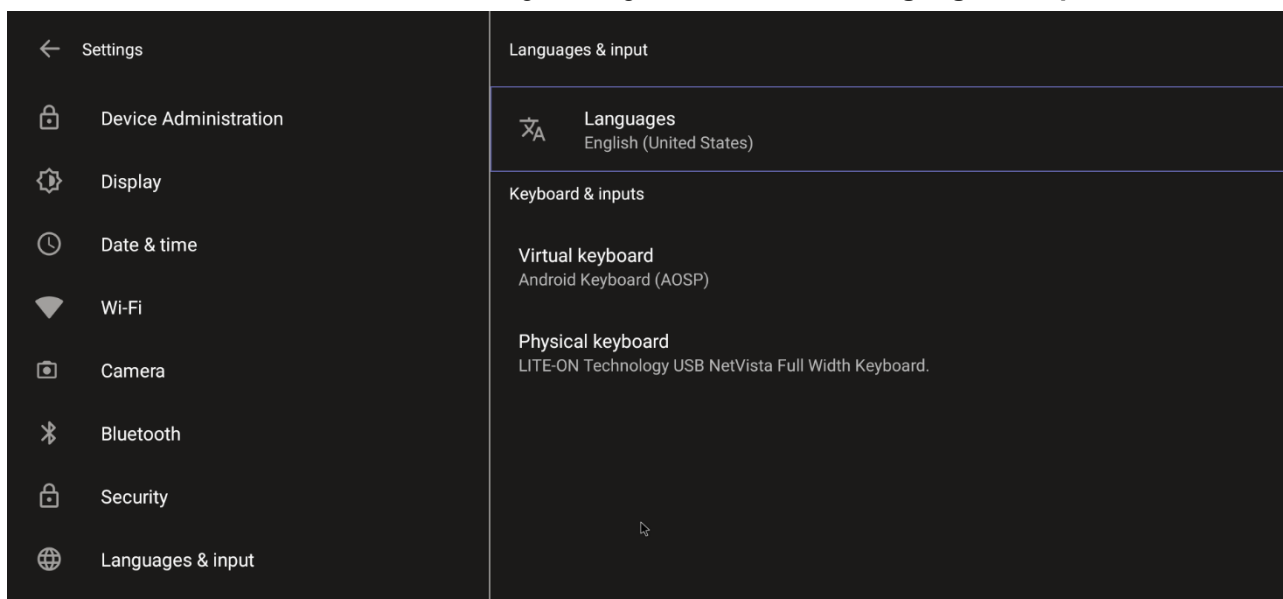 Settings
Device Administration
Display
Date & time
Wi-Fi
Camera
Bluetooth
Security
Languages & input
Languages & input
Languages
English (United States)
Keyboard & inputs
Virtual keyboard
Android Keyboard (AOSP)
Physical keyboard
LITE-ON Technology USB NetVista Full Width Keyboard.